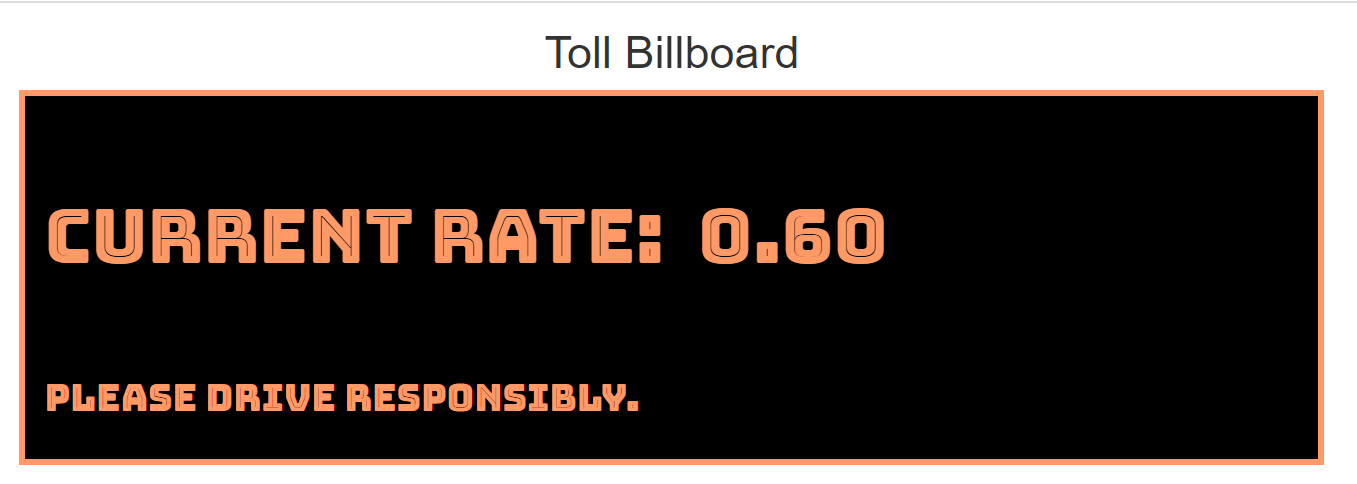 Toll Billboard
CURRENT RATE: 0.60
PLEASE DRIVE RESPONSIBLY.